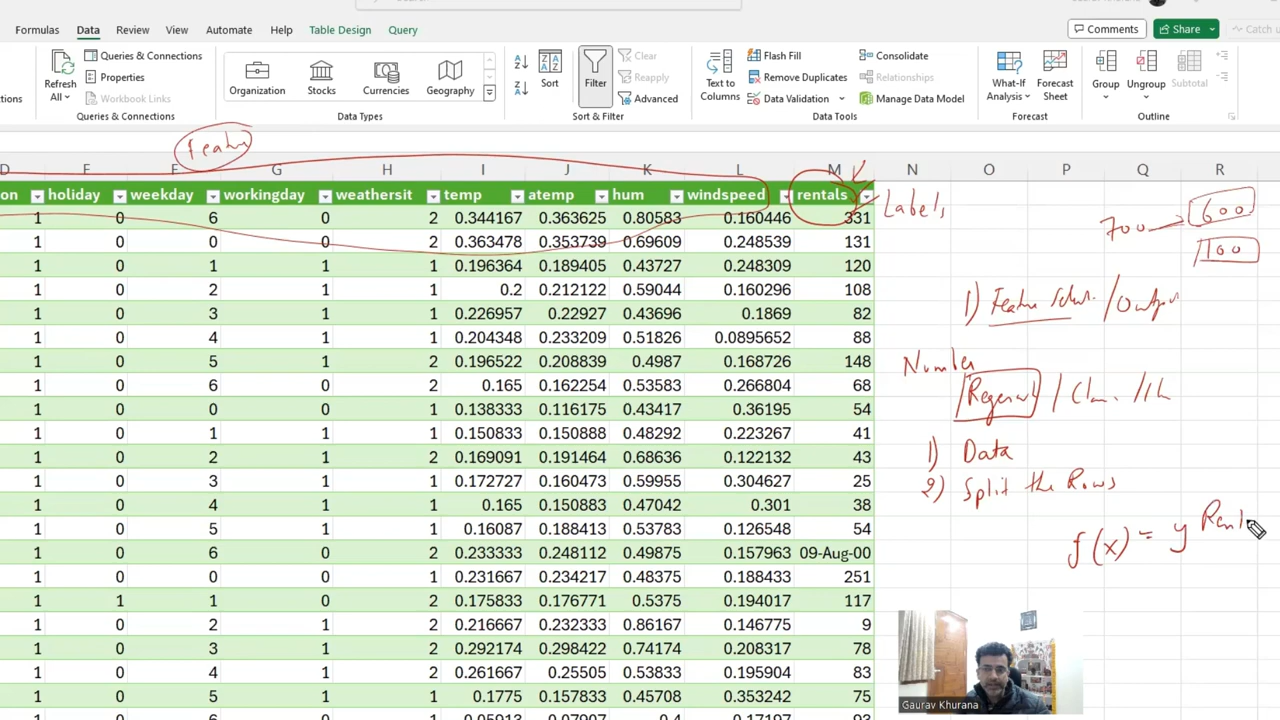 Formulas Data Review View Automate Help Table Design Query Comments Share Catch
Queries & Connections Clear Flash Fill Consolidate
Refresh All Properties Organization Stocks Currencies Geography Sort Filter Reapply Text to Columns Remove Duplicates Relationships What-If Analysis Forecast Sheet Group Ungroup Subtotal
Workbook Links Advanced Data Validation Manage Data Model
Queries & Connections Data Types Sort & Filter Data Tools Forecast Outline
D E F G H I J K L M N O P Q R
on holiday weekday workingday weathersit temp atemp hum windspeed rentals
1 0 6 0 2 0.344167 0.363625 0.80583 0.160446 331
1 0 0 0 2 0.363478 0.353739 0.69609 0.248539 131
1 0 1 1 1 0.196364 0.189405 0.43727 0.248309 120
1 0 2 1 1 0.2 0.212122 0.59044 0.160296 108
1 0 3 1 1 0.226957 0.22927 0.43696 0.1869 82
1 0 4 1 1 0.204348 0.233209 0.51826 0.0895652 88
1 0 5 1 2 0.196522 0.208839 0.4987 0.168726 148
1 0 6 0 2 0.165 0.162254 0.53583 0.266804 68
1 0 0 0 1 0.138333 0.116175 0.43417 0.36195 54
1 0 1 1 1 0.150833 0.150888 0.48292 0.223267 41
1 0 2 1 2 0.169091 0.191464 0.68636 0.122132 43
1 0 3 1 1 0.172727 0.160473 0.59955 0.304627 25
1 0 4 1 1 0.165 0.150883 0.47042 0.301 38
1 0 5 1 1 0.16087 0.188413 0.53783 0.126548 54
1 0 6 0 2 0.233333 0.248112 0.49875 0.157963 09-Aug-00
1 0 0 0 1 0.231667 0.234217 0.48375 0.188433 251
1 1 1 0 2 0.175833 0.176771 0.5375 0.194017 117
1 0 2 1 2 0.216667 0.232333 0.86167 0.146775 9
1 0 3 1 2 0.292174 0.298422 0.74174 0.208317 78
1 0 4 1 2 0.261667 0.25505 0.53833 0.195904 83
1 0 5 1 1 0.1775 0.157833 0.45708 0.353242 75
Labels
700 600
100
1) Feature / Output
Number
1) Data
2) Split the Rows
f(x) = y
Gaurav Khurana